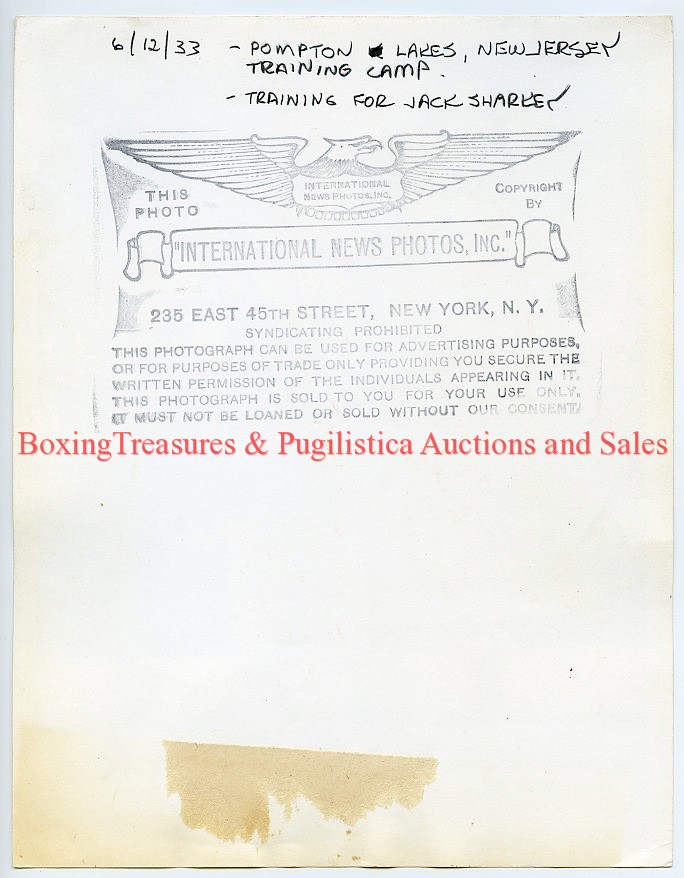 6/12/33 - POMPTON LAKES, NEW JERSEY
TRAINING CAMP.
- TRAINING FOR JACK SHARKEY
INTERNATIONAL
NEWS PHOTOS, INC.
THIS
PHOTO
COPYRIGHT
BY
"INTERNATIONAL NEWS PHOTOS, INC."
235 EAST 45TH STREET, NEW YORK, N. Y.
SYNDICATING PROHIBITED
THIS PHOTOGRAPH CAN BE USED FOR ADVERTISING PURPOSES,
OR FOR PURPOSES OF TRADE ONLY PROVIDING YOU SECURE THE
WRITTEN PERMISSION OF THE INDIVIDUALS APPEARING IN IT.
THIS PHOTOGRAPH IS SOLD TO YOU FOR YOUR USE ONLY.
IT MUST NOT BE LOANED OR SOLD WITHOUT OUR CONSENT.
BoxingTreasures & Pugilistica Auctions and Sales